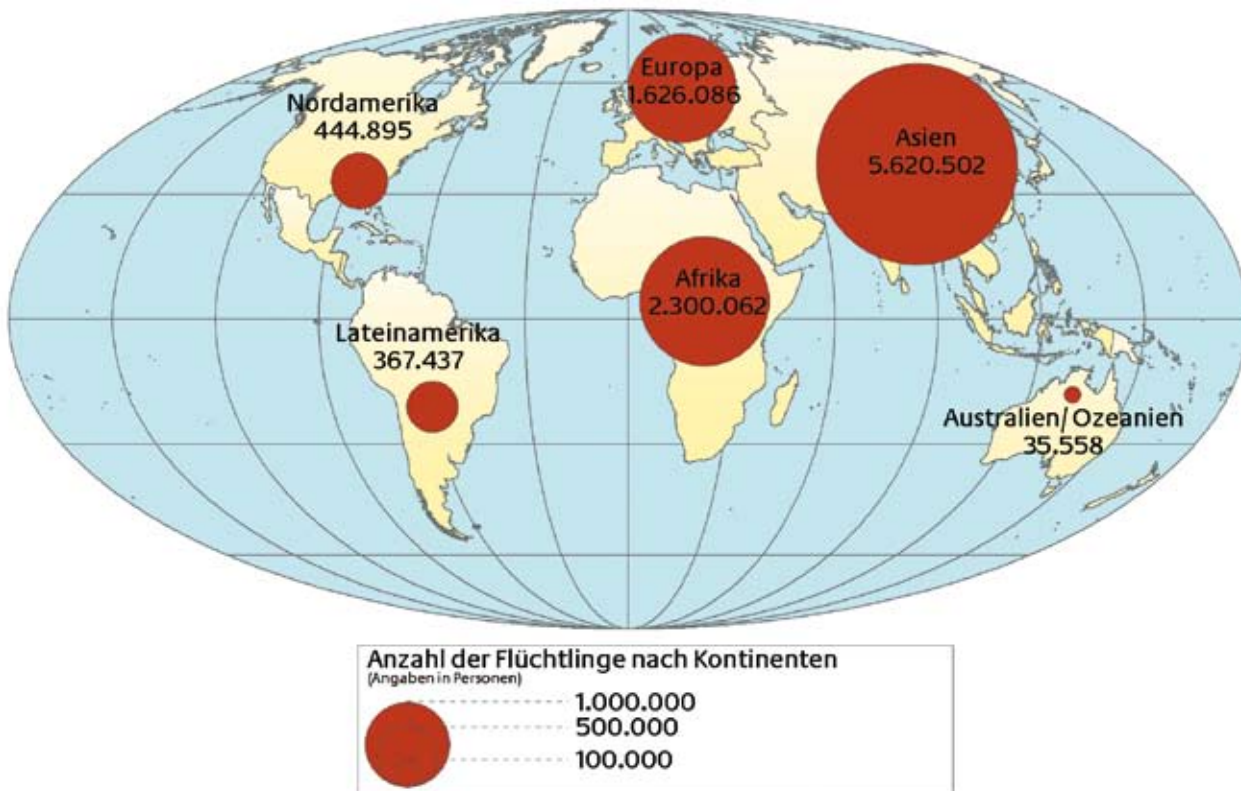 Europa
1.626.086
Nordamerika
444.895
Asien
5.620.502
Afrika
2.300.062
Lateinamerika
367.437
Australien/Ozeanien
35.558
Anzahl der Flüchtlinge nach Kontinenten
(Angaben in Personen)
1.000.000
500.000
100.000